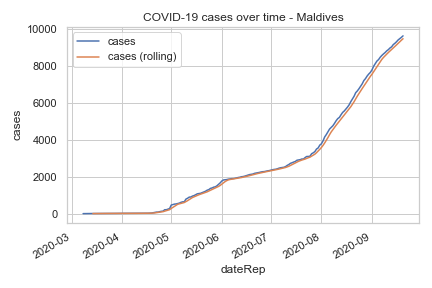 COVID-19 cases over time - Maldives
cases
cases (rolling)
cases
10000
8000
6000
4000
2000
0
2020-03
2020-04
2020-05
2020-06
2020-07
2020-08
2020-09
dateRep